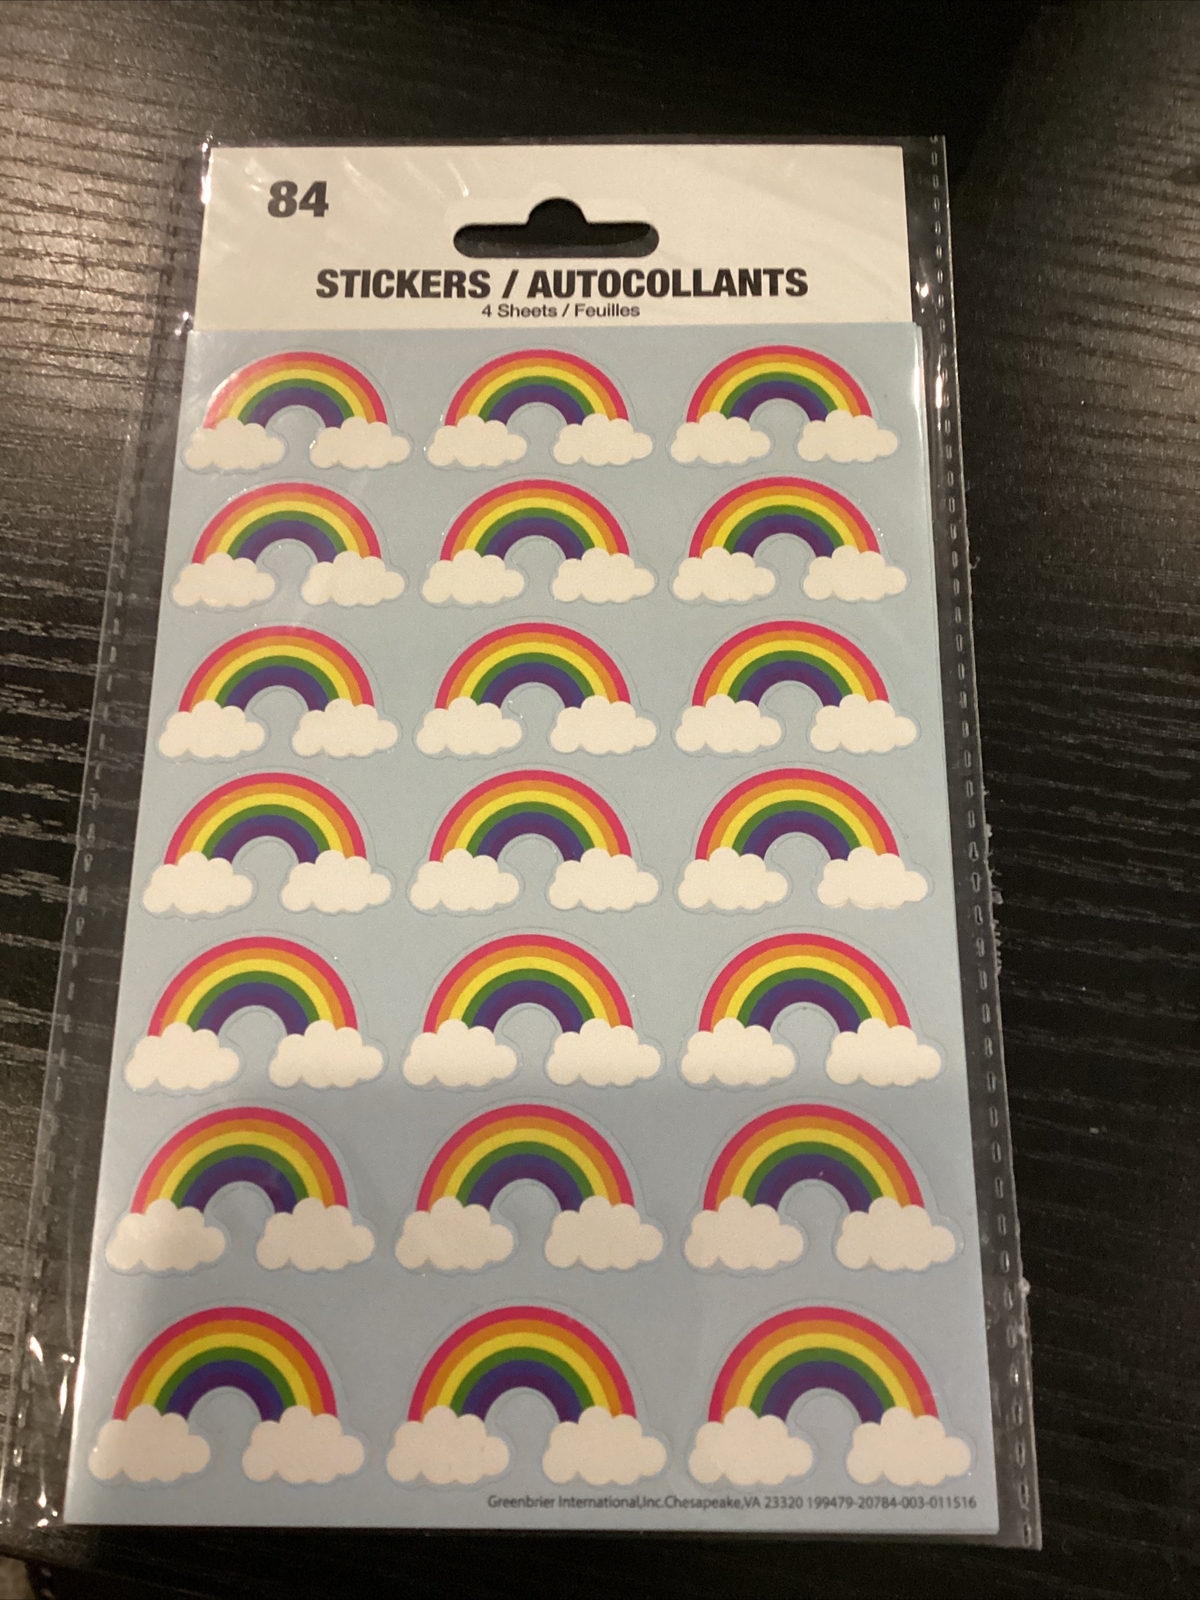 84
STICKERS / AUTOCOLLANTS
4 Sheets / Feuilles
Greenbrier International,Inc.Chesapeake,VA 23320 199479-20784-003-011516